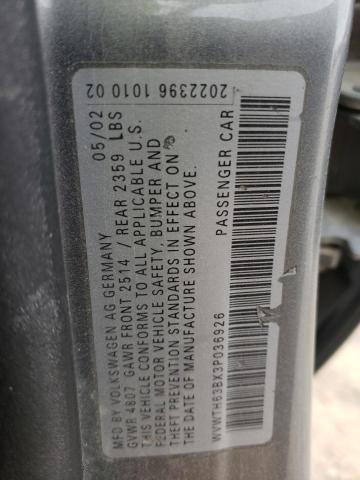 MFD BY VOLKSWAGEN AG GERMANY 05/02
GVWR 4807 GAWR FRONT 2514 / REAR 2359 LBS
THIS VEHICLE CONFORMS TO ALL APPLICABLE U.S.
FEDERAL MOTOR VEHICLE SAFETY, BUMPER AND
THEFT PREVENTION STANDARDS IN EFFECT ON
THE DATE OF MANUFACTURE SHOWN ABOVE.
WVWTH63BX3P036926 PASSENGER CAR
2022396 1010 02